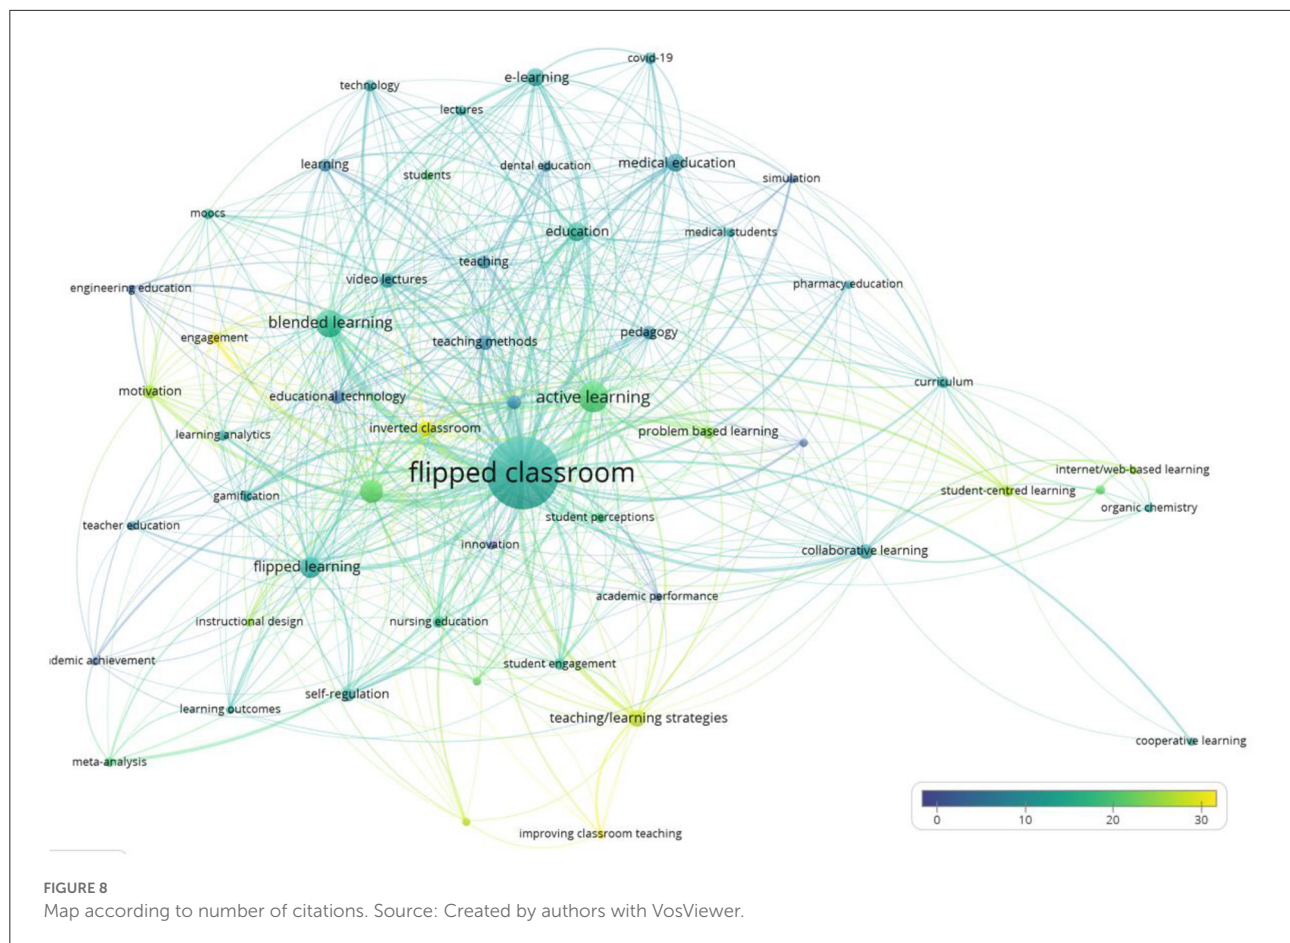 covid-19
e-learning
technology
lectures
learning
students
dental education
medical education
simulation
moocs
education
medical students
teaching
video lectures
pharmacy education
engineering education
blended learning
engagement
teaching methods
pedagogy
motivation
educational technology
active learning
curriculum
learning analytics
inverted classroom
problem based learning
flipped classroom
internet/web-based learning
student-centred learning
gamification
organic chemistry
teacher education
student perceptions
innovation
collaborative learning
flipped learning
academic performance
instructional design
nursing education
demic achievement
student engagement
self-regulation
learning outcomes
teaching/learning strategies
cooperative learning
meta-analysis
improving classroom teaching
0 10 20 30
FIGURE 8
Map according to number of citations. Source: Created by authors with VosViewer.